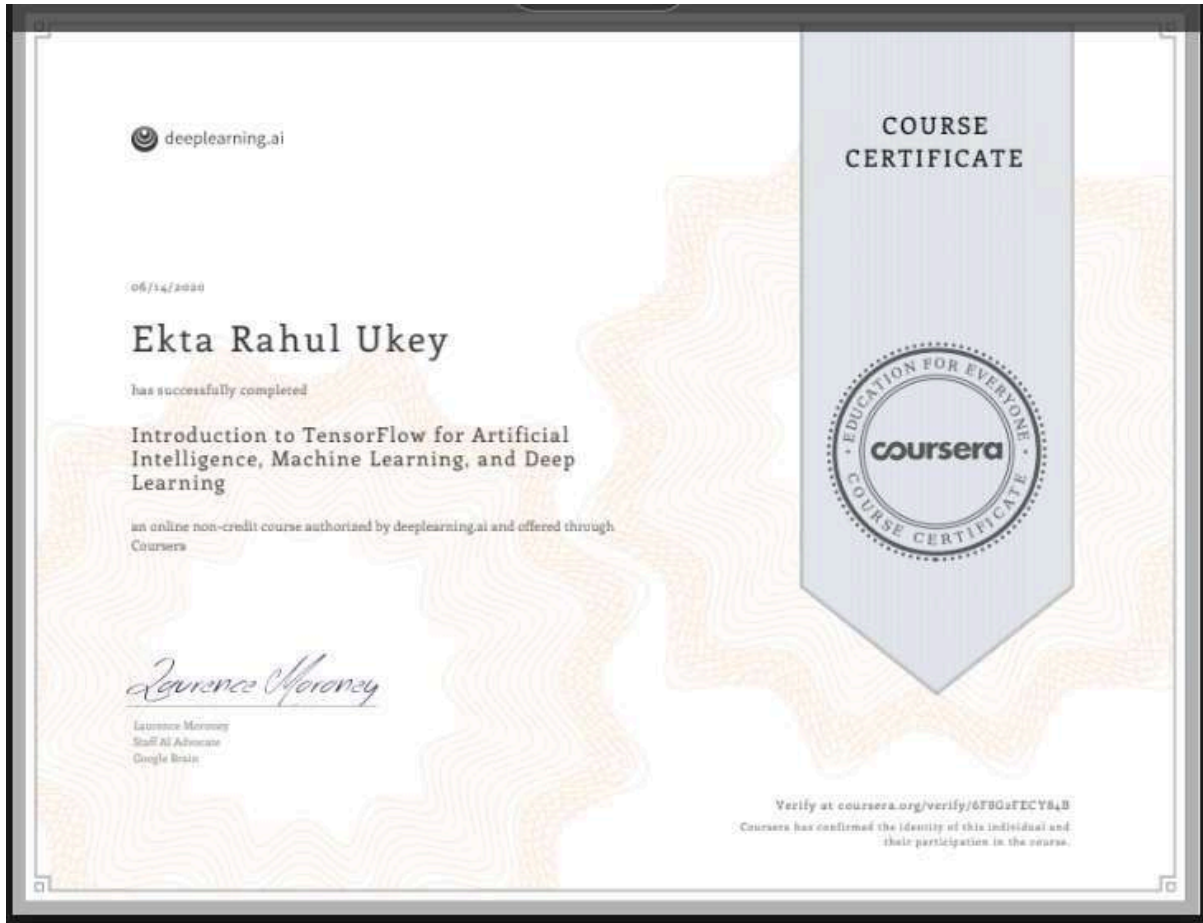 deeplearning.ai
COURSE
CERTIFICATE
06/14/2020
Ekta Rahul Ukey
has successfully completed
Introduction to TensorFlow for Artificial
Intelligence, Machine Learning, and Deep
Learning
an online non-credit course authorized by deeplearning.ai and offered through
Coursera
EDUCATION FOR EVERYONE
coursera
COURSE CERTIFICATE
Laurence Moroney
Laurence Moroney
Staff AI Advocate
Google Brain
Verify at coursera.org/verify/6F8G2FECY84B
Coursera has confirmed the identity of this individual and
their participation in the course.